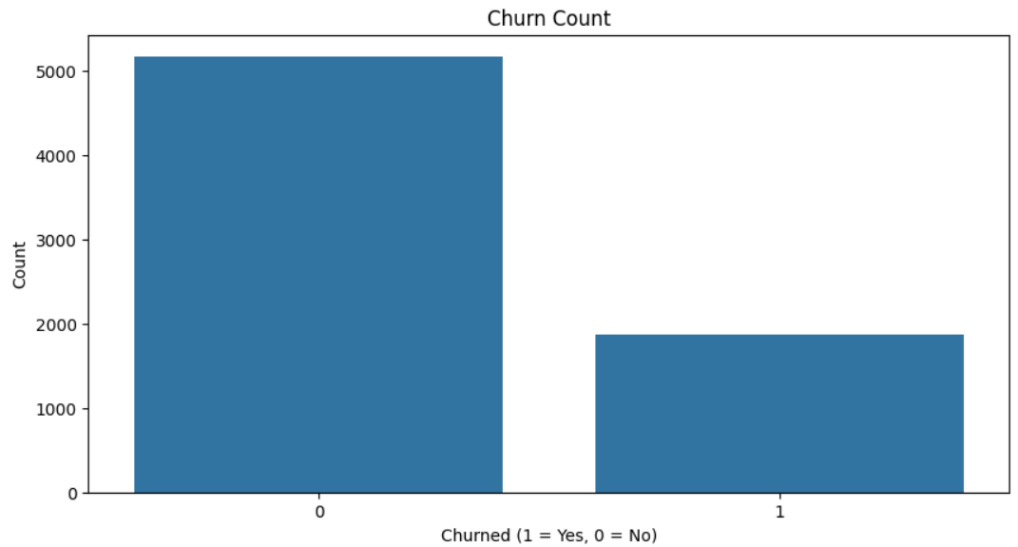 Churn Count
5000
4000
3000
2000
1000
0
Count
0 1
Churned (1 = Yes, 0 = No)